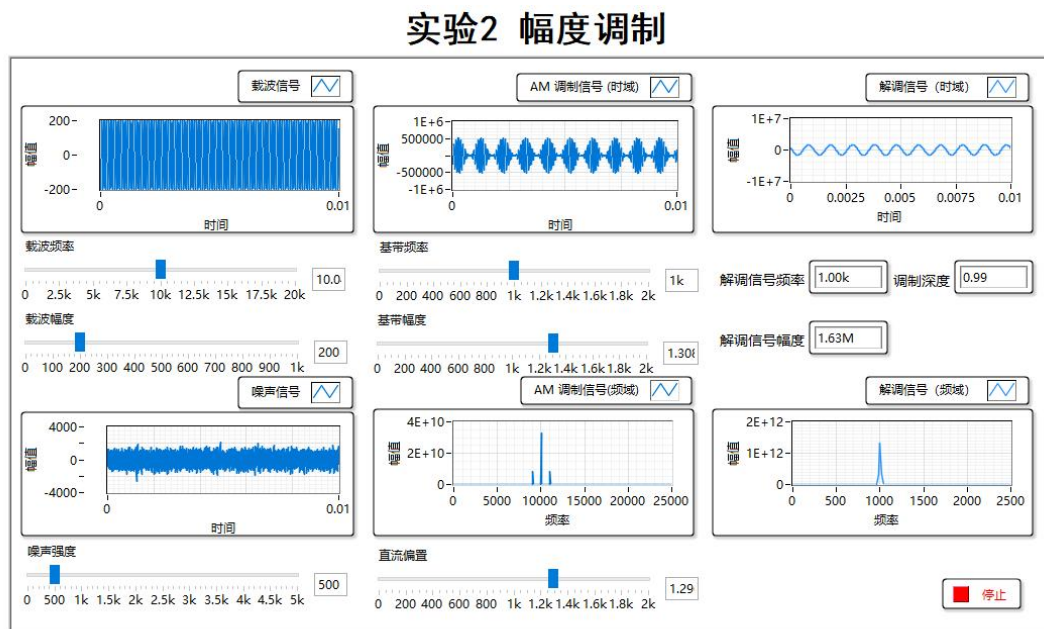 实验2 幅度调制
载波信号
AM 调制信号 (时域)
解调信号 (时域)
幅值
200
0
-200
0
0.01
时间
幅值
1E+6
500000
0
-500000
-1E+6
0
0.01
时间
幅值
1E+7
0
-1E+7
0
0.0025
0.005
0.0075
0.01
时间
载波频率
0 2.5k 5k 7.5k 10k 12.5k 15k 17.5k 20k
10.0
基带频率
0 200 400 600 800 1k 1.2k 1.4k 1.6k 1.8k 2k
1k
解调信号频率 1.00k 调制深度 0.99
载波幅度
0 100 200 300 400 500 600 700 800 900 1k
200
基带幅度
0 200 400 600 800 1k 1.2k 1.4k 1.6k 1.8k 2k
1.308
解调信号幅度 1.63M
噪声信号
AM 调制信号(频域)
解调信号 (频域)
幅值
4000
0
-4000
0
0.01
时间
幅值
4E+10
2E+10
0
0 5000 10000 15000 20000 25000
频率
幅值
2E+12
1E+12
0
0 500 1000 1500 2000 2500
频率
噪声强度
0 500 1k 1.5k 2k 2.5k 3k 3.5k 4k 4.5k 5k
500
直流偏置
0 200 400 600 800 1k 1.2k 1.4k 1.6k 1.8k 2k
1.29
停止